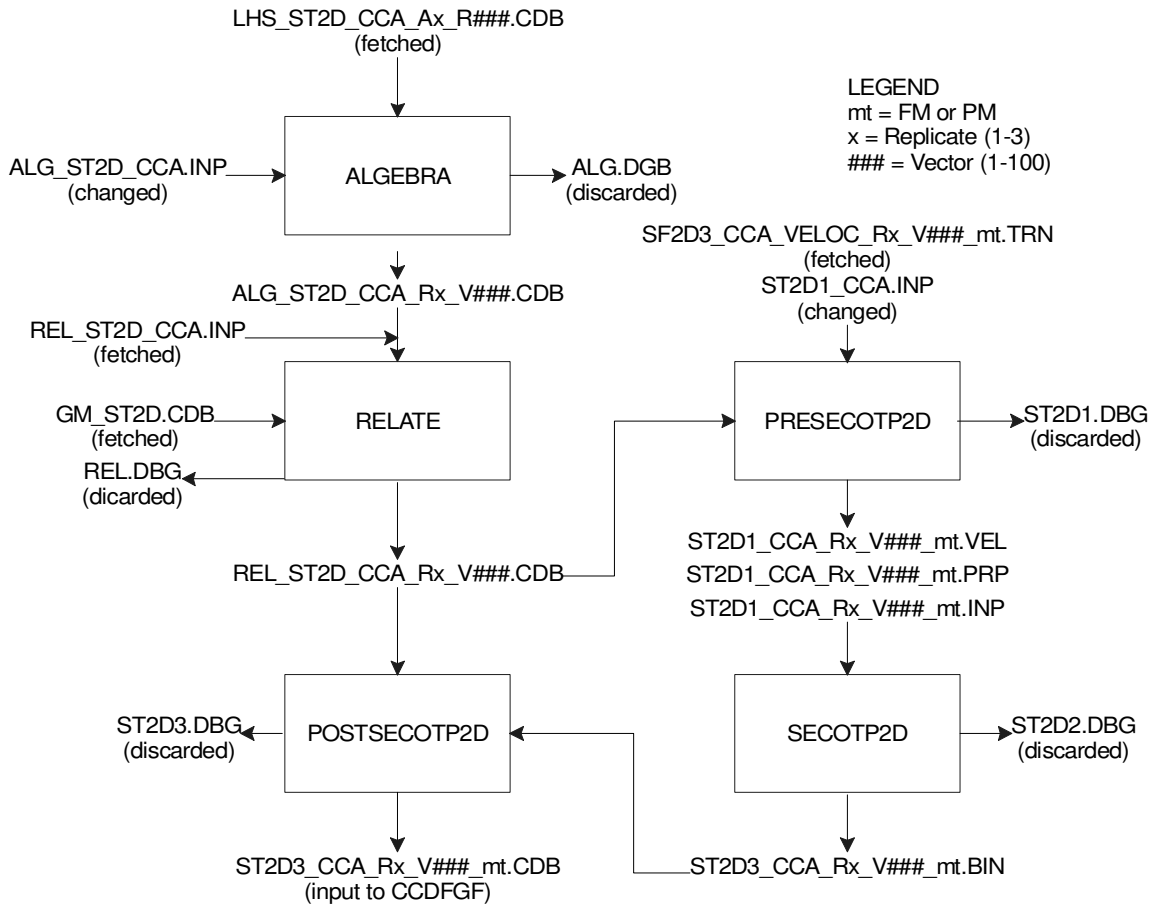 LHS_ST2D_CCA_Ax_R###.CDB
(fetched)
LEGEND
mt = FM or PM
x = Replicate (1-3)
### = Vector (1-100)
ALG_ST2D_CCA.INP
(changed)
ALGEBRA
ALG.DGB
(discarded)
SF2D3_CCA_VELOC_Rx_V###_mt.TRN
(fetched)
ST2D1_CCA.INP
(changed)
ALG_ST2D_CCA_Rx_V###.CDB
REL_ST2D_CCA.INP
(fetched)
GM_ST2D.CDB
(fetched)
RELATE
REL.DBG
(dicarded)
PRESECOTP2D
ST2D1.DBG
(discarded)
REL_ST2D_CCA_Rx_V###.CDB
ST2D1_CCA_Rx_V###_mt.VEL
ST2D1_CCA_Rx_V###_mt.PRP
ST2D1_CCA_Rx_V###_mt.INP
ST2D3.DBG
(discarded)
POSTSECOTP2D
SECOTP2D
ST2D2.DBG
(discarded)
ST2D3_CCA_Rx_V###_mt.CDB
(input to CCDFGF)
ST2D3_CCA_Rx_V###_mt.BIN